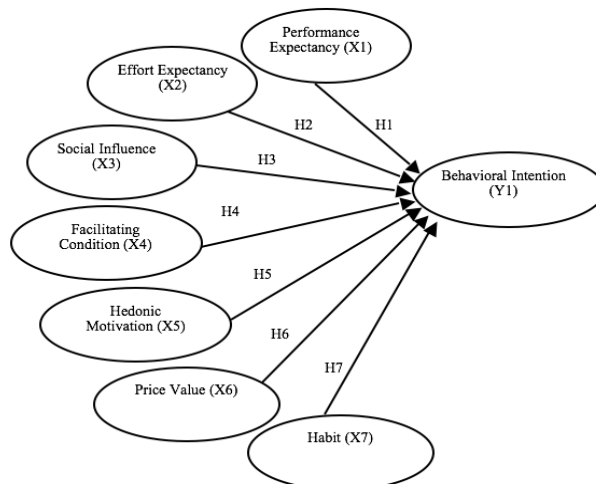 Performance
Expectancy (X1)
Effort Expectancy
(X2)
H1
H2
Social Influence
(X3)
H3
Behavioral Intention
(Y1)
H4
Facilitating
Condition (X4)
H5
Hedonic
Motivation (X5)
H6
H7
Price Value (X6)
Habit (X7)